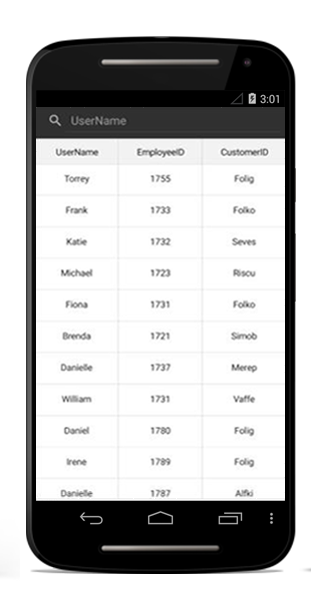 3:01
UserName
UserName EmployeeID CustomerID
Torrey 1755 Folig
Frank 1733 Folko
Katie 1732 Seves
Michael 1723 Riscu
Fiona 1731 Folko
Brenda 1721 Simob
Danielle 1737 Merep
William 1731 Vaffe
Daniel 1780 Folig
Irene 1789 Folig
Danielle 1787 Alfki